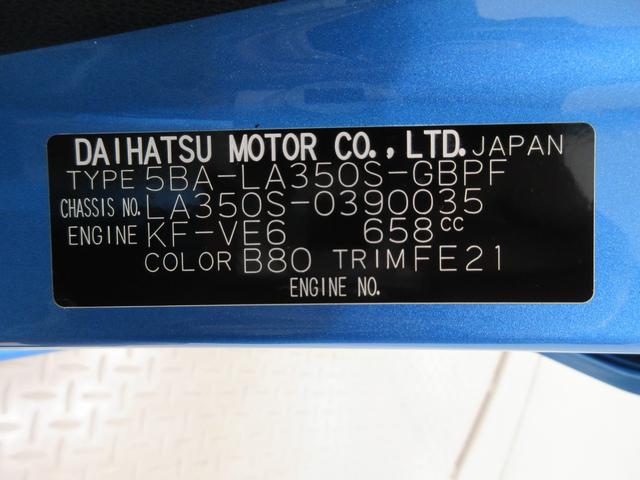 DAIHATSU MOTOR CO., LTD. JAPAN
TYPE 5BA-LA350S-GBPF
CHASSIS NO. LA350S-0390035
ENGINE KF-VE6 658cc
COLOR B80 TRIM FE21
ENGINE NO.